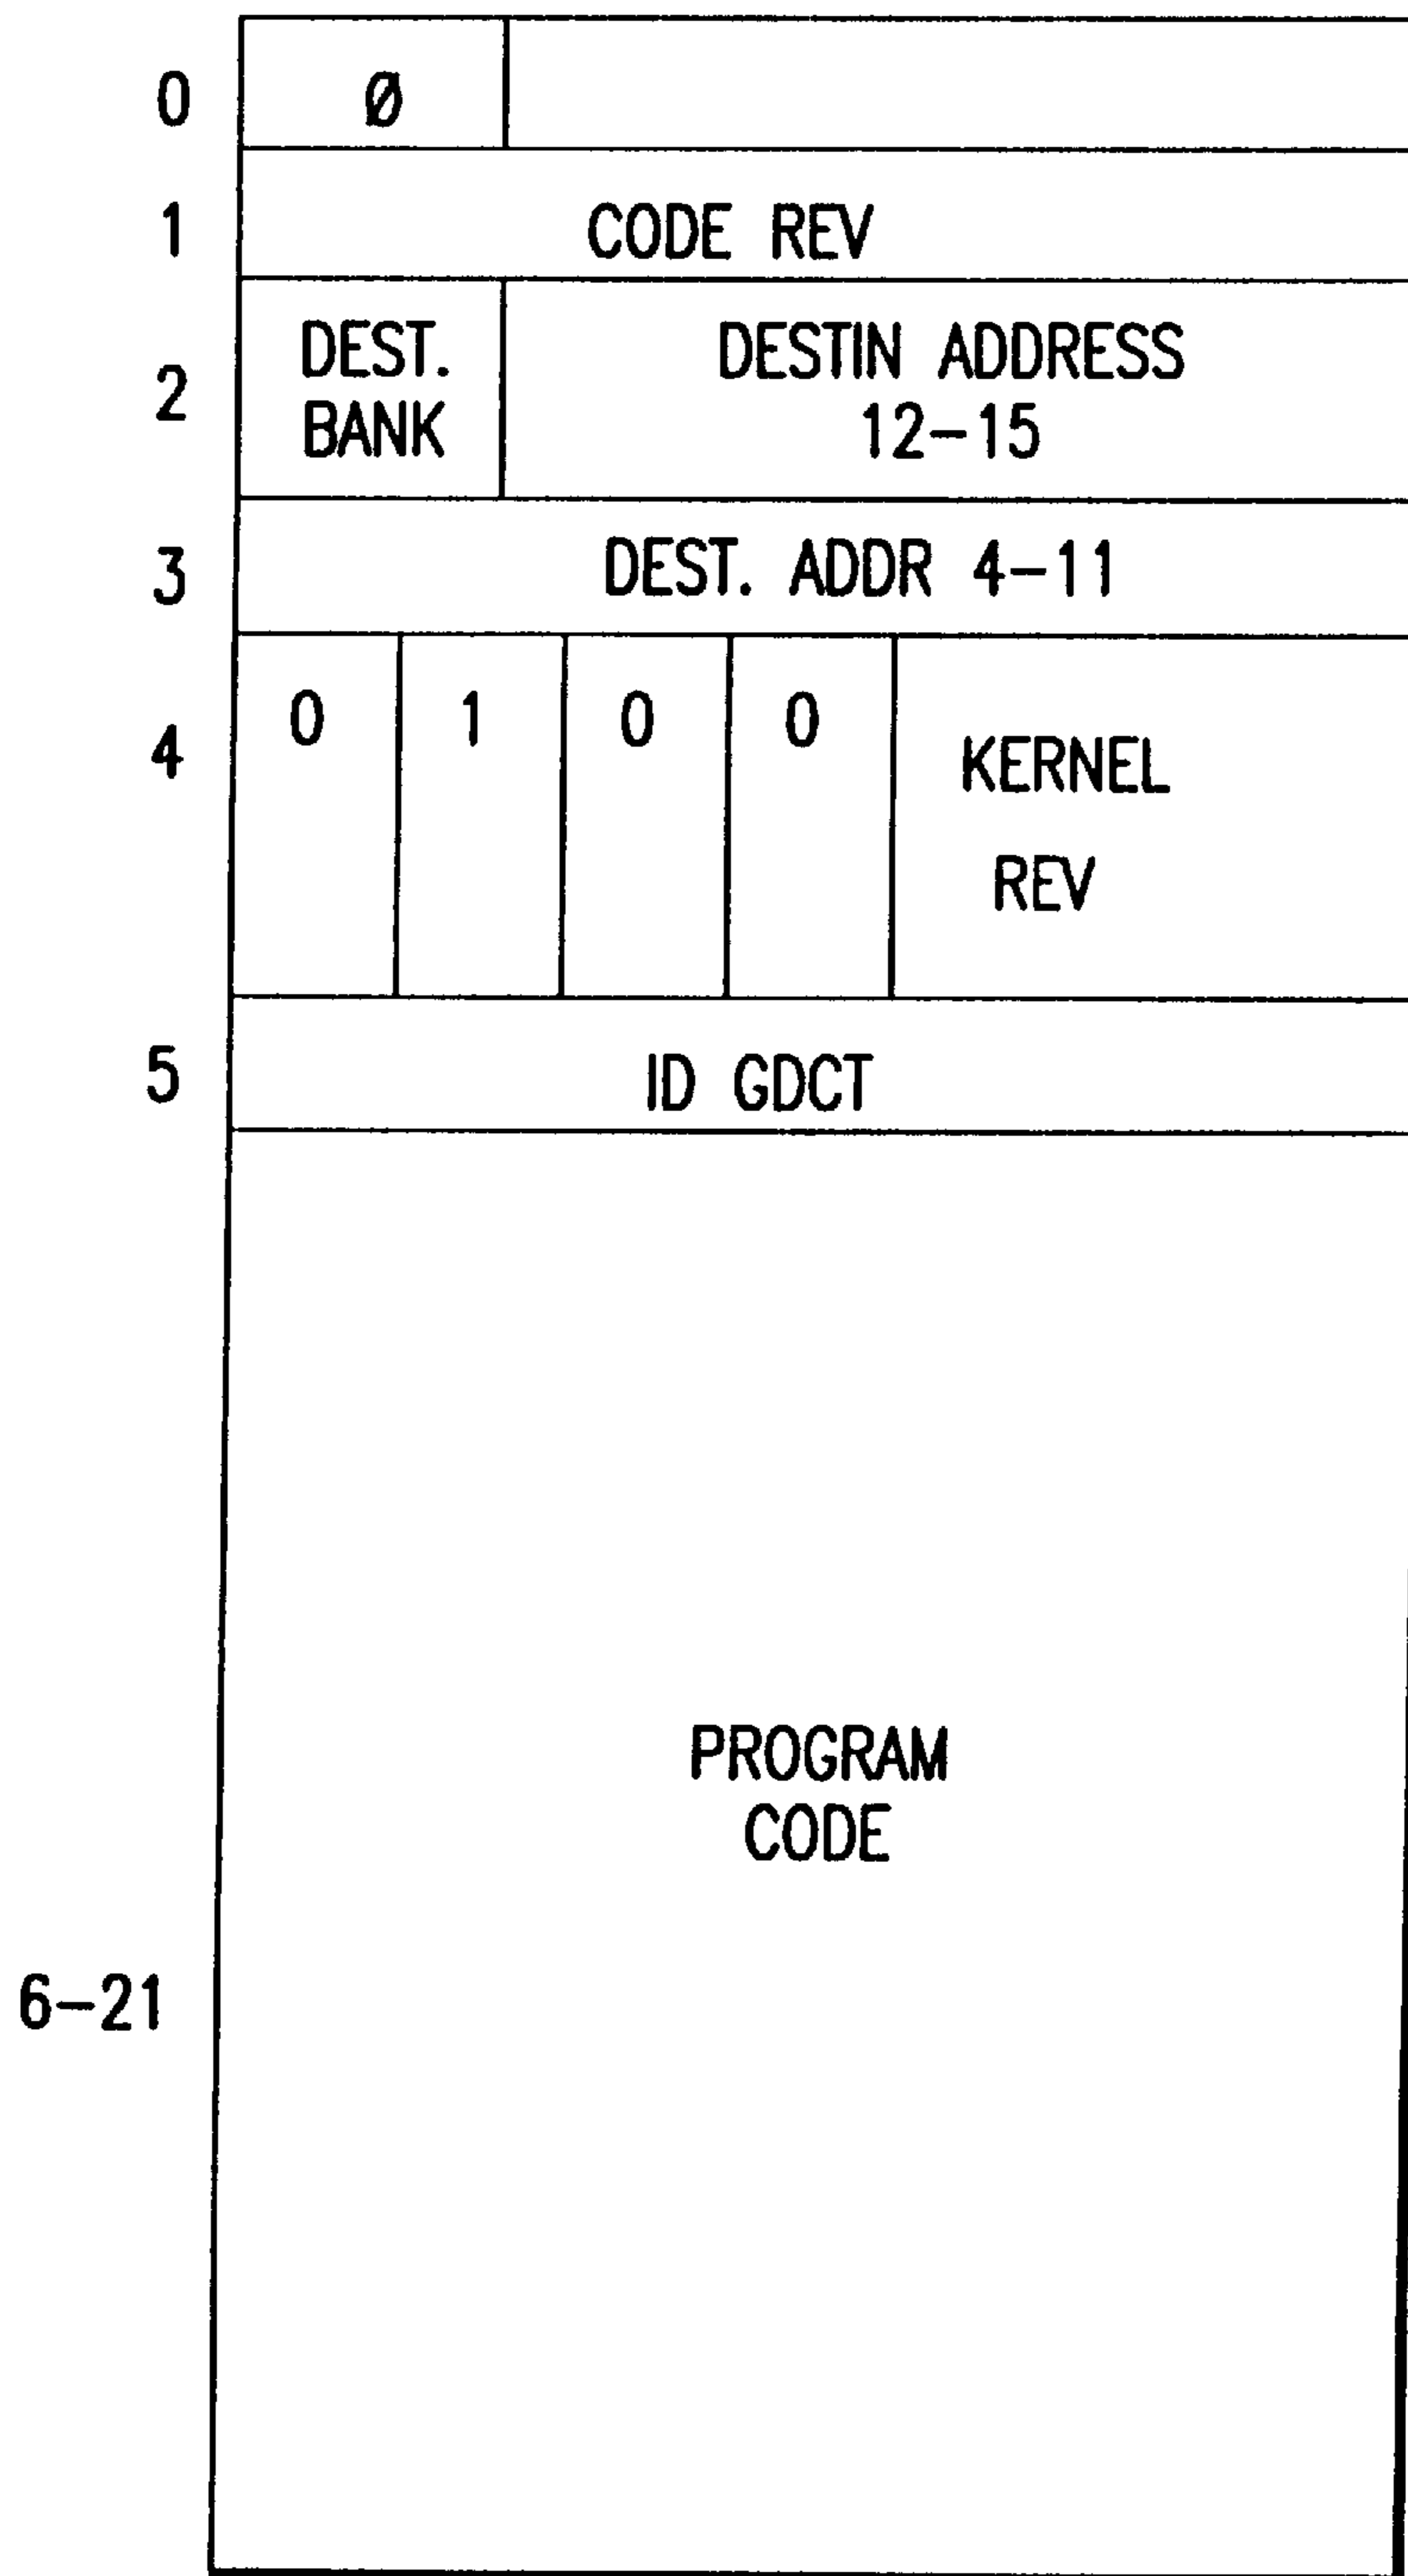 0 Ø
1 CODE REV
2 DEST. BANK DESTIN ADDRESS 12-15
3 DEST. ADDR 4-11
4 0 1 0 0 KERNEL REV
5 ID GDCT
PROGRAM
CODE
6-21